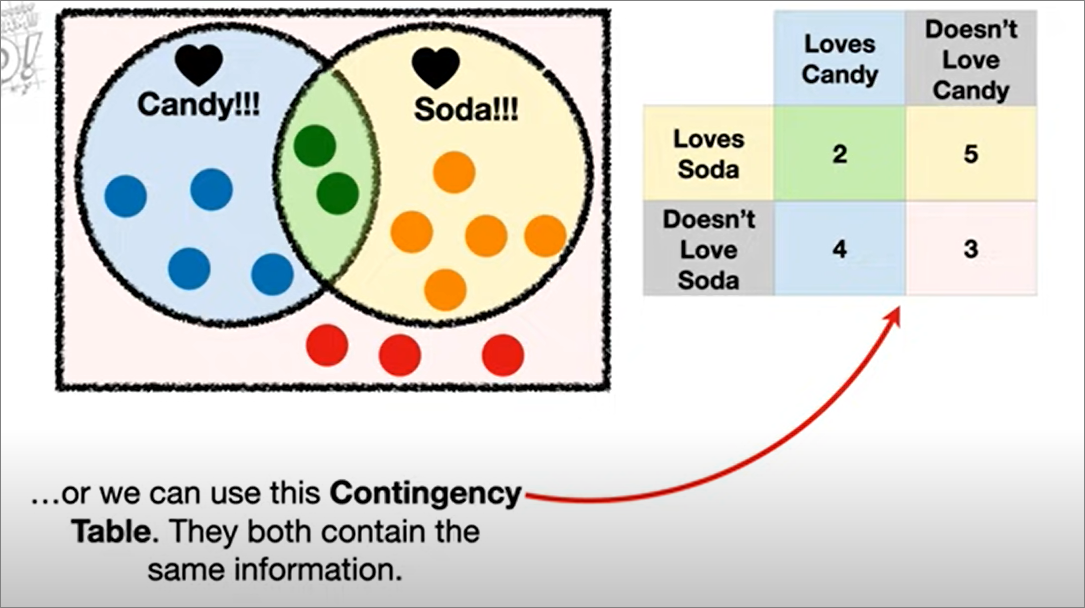 Candy!!!
Soda!!!
Loves
Candy
Doesn’t
Love
Candy
Loves
Soda
2
5
Doesn’t
Love
Soda
4
3
…or we can use this Contingency
Table. They both contain the
same information.